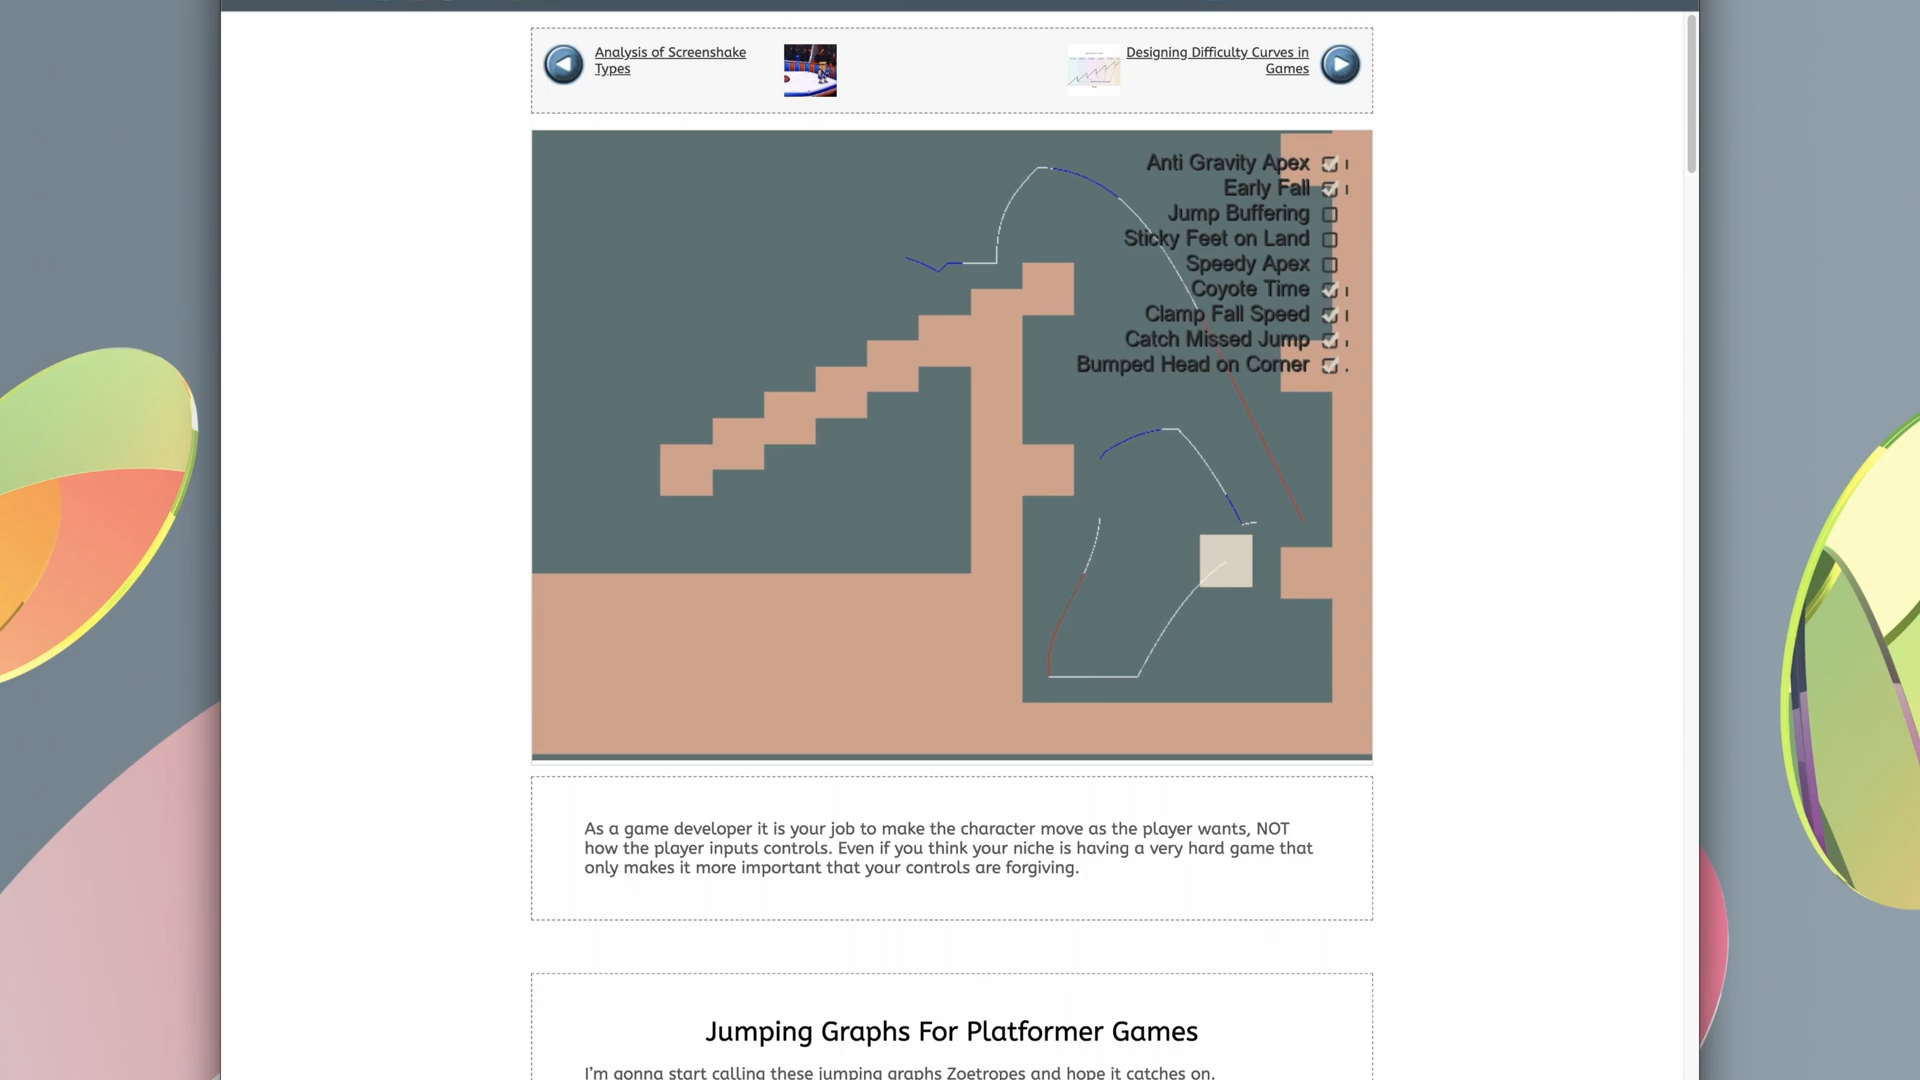 Analysis of Screenshake
Types
Designing Difficulty Curves in
Games
Anti Gravity Apex
Early Fall
Jump Buffering
Sticky Feet on Land
Speedy Apex
Coyote Time
Clamp Fall Speed
Catch Missed Jump
Bumped Head on Corner
As a game developer it is your job to make the character move as the player wants, NOT
how the player inputs controls. Even if you think your niche is having a very hard game that
only makes it more important that your controls are forgiving.
Jumping Graphs For Platformer Games
I'm gonna start calling these jumping graphs Zoetropes and hope it catches on.